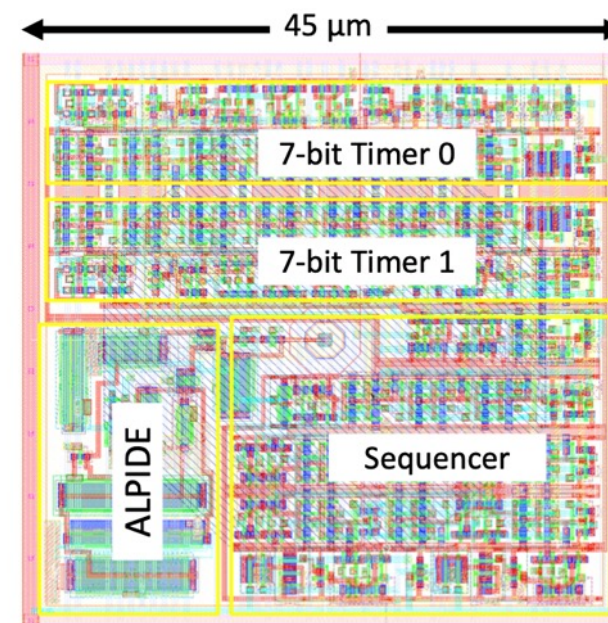 45 µm
7-bit Timer 0
7-bit Timer 1
ALPIDE
Sequencer